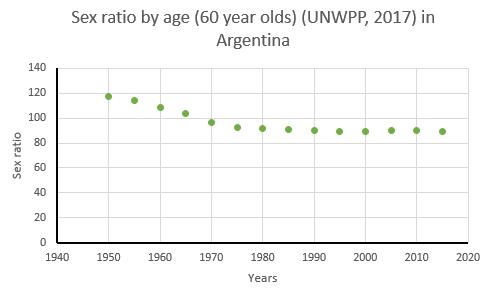 Sex ratio by age (60 year olds) (UNWPP, 2017) in
Argentina
140
120
100
80
60
40
20
0
Sex ratio
1940 1950 1960 1970 1980 1990 2000 2010 2020
Years